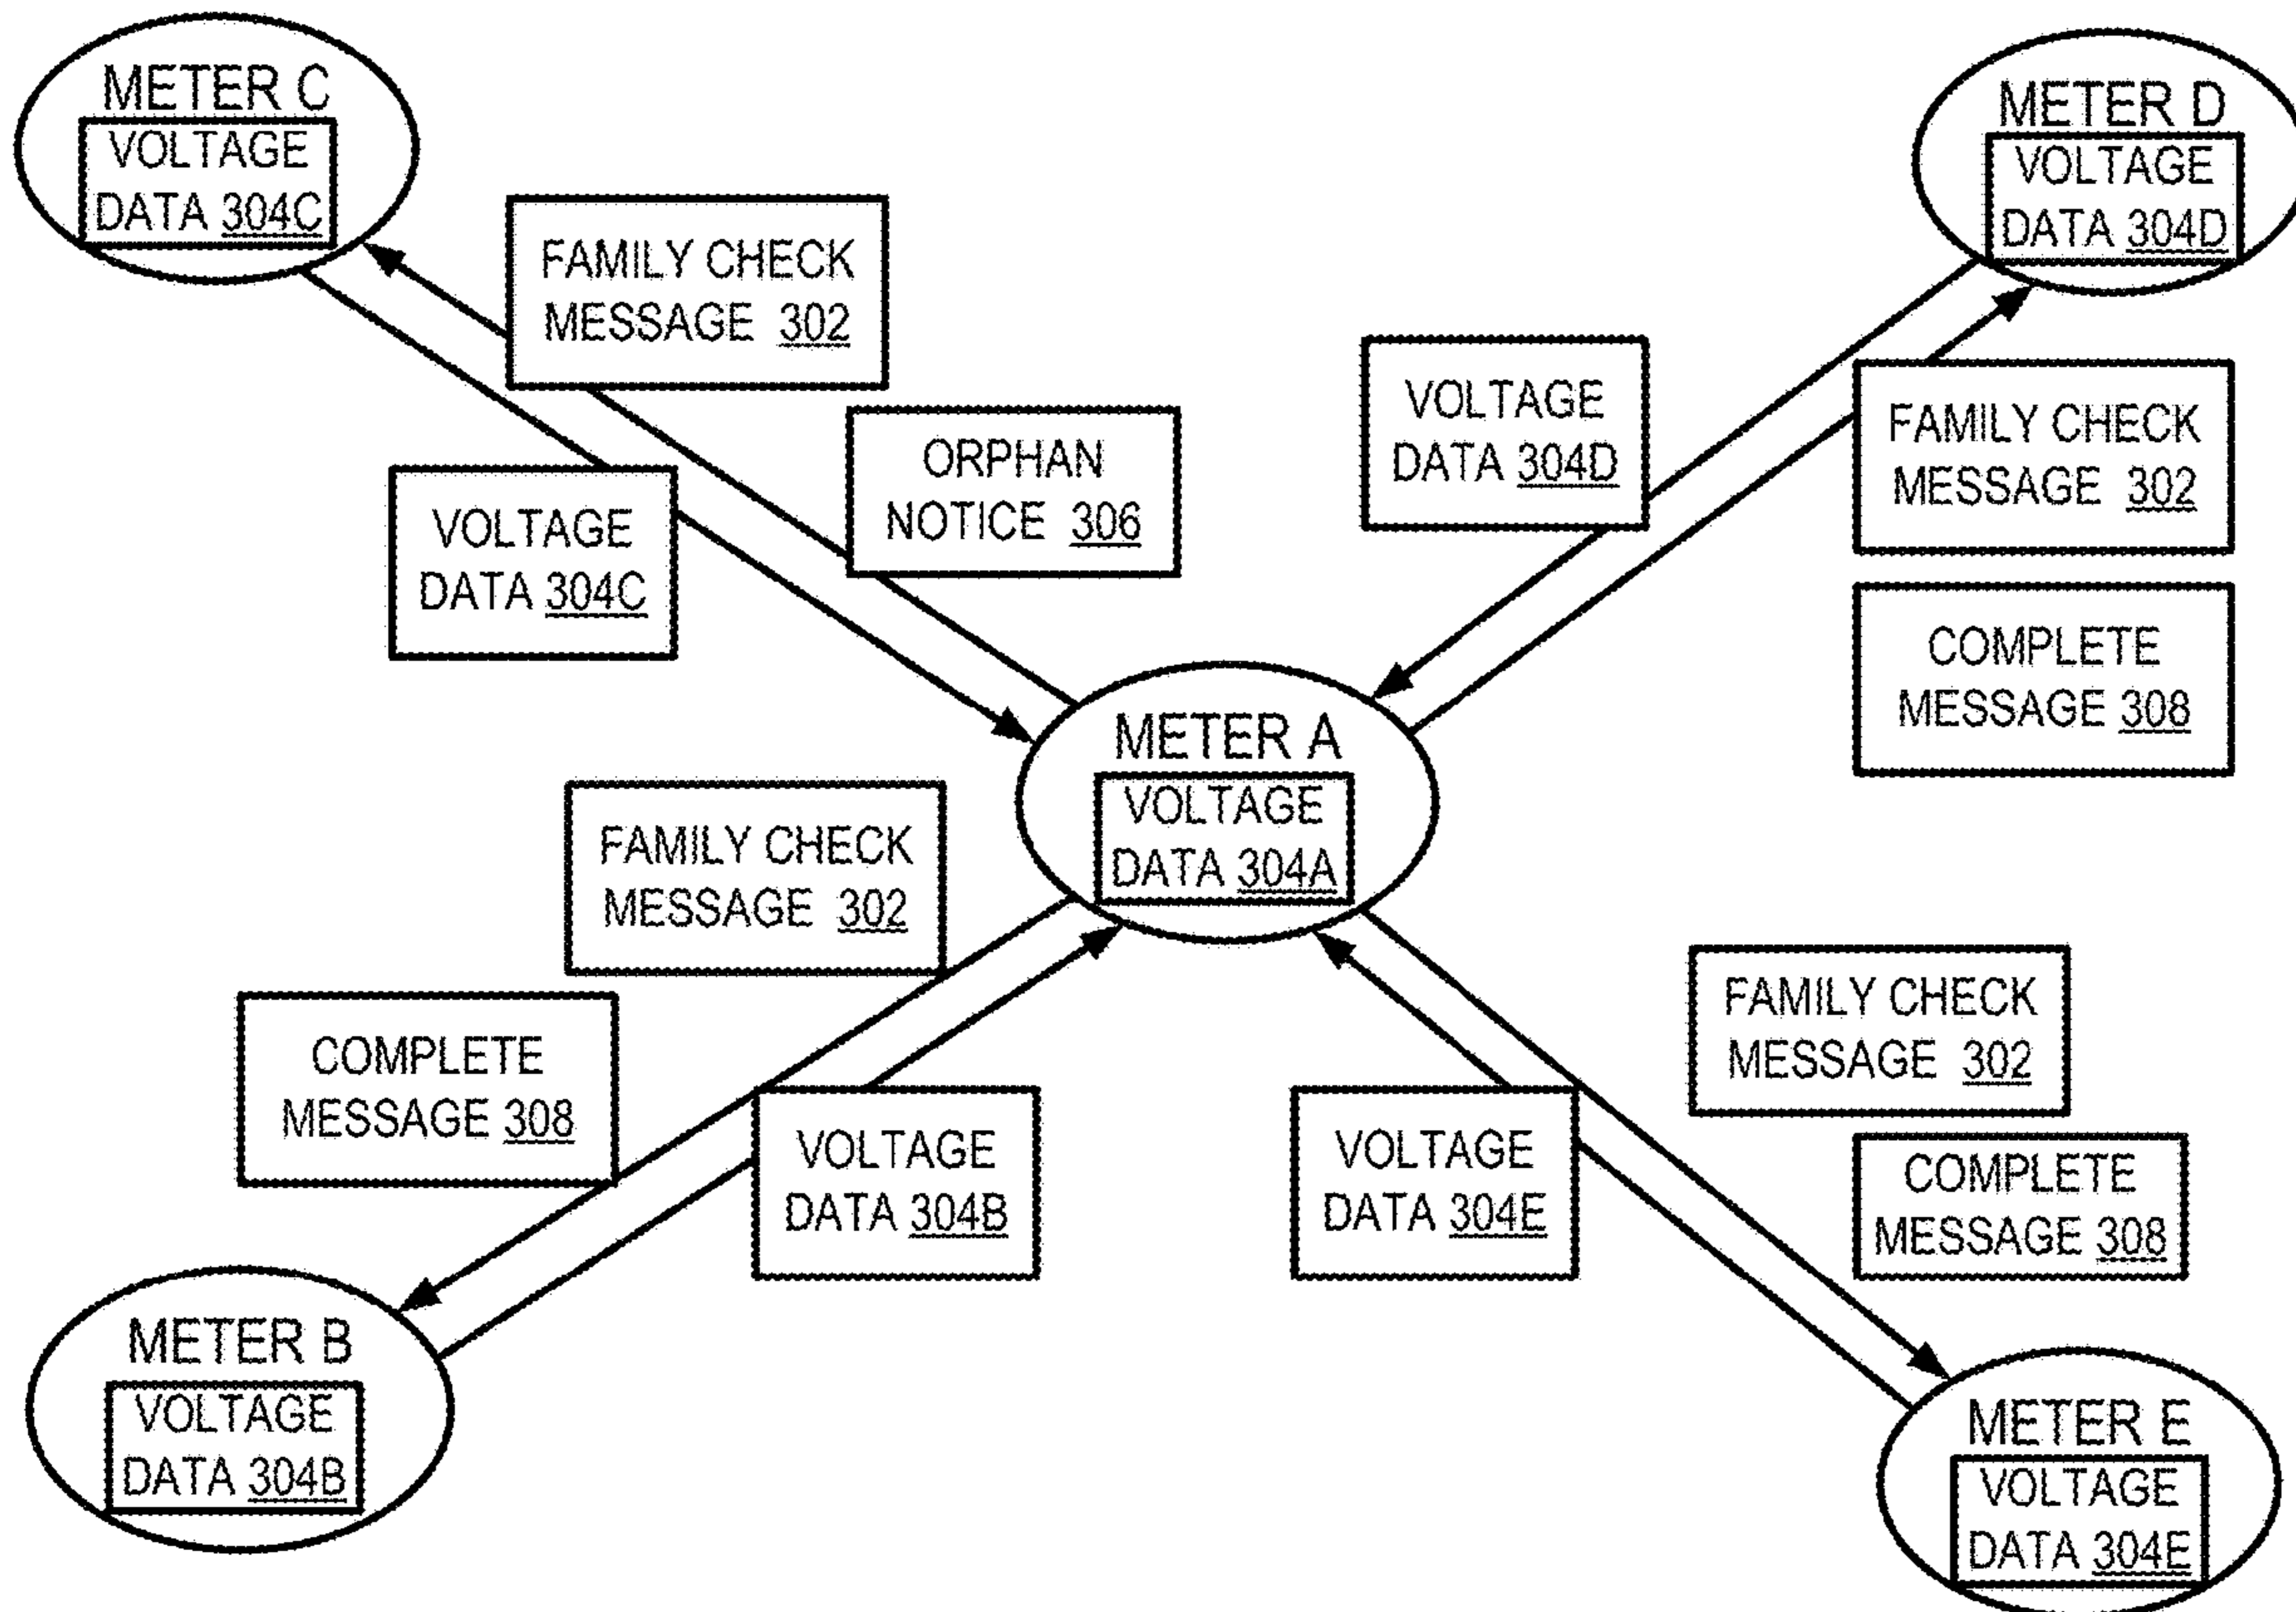 METER C
VOLTAGE
DATA 304C
METER D
VOLTAGE
DATA 304D
FAMILY CHECK
MESSAGE 302
ORPHAN
NOTICE 306
VOLTAGE
DATA 304C
VOLTAGE
DATA 304D
FAMILY CHECK
MESSAGE 302
COMPLETE
MESSAGE 308
METER A
VOLTAGE
DATA 304A
FAMILY CHECK
MESSAGE 302
COMPLETE
MESSAGE 308
VOLTAGE
DATA 304B
VOLTAGE
DATA 304E
FAMILY CHECK
MESSAGE 302
COMPLETE
MESSAGE 308
METER B
VOLTAGE
DATA 304B
METER E
VOLTAGE
DATA 304E